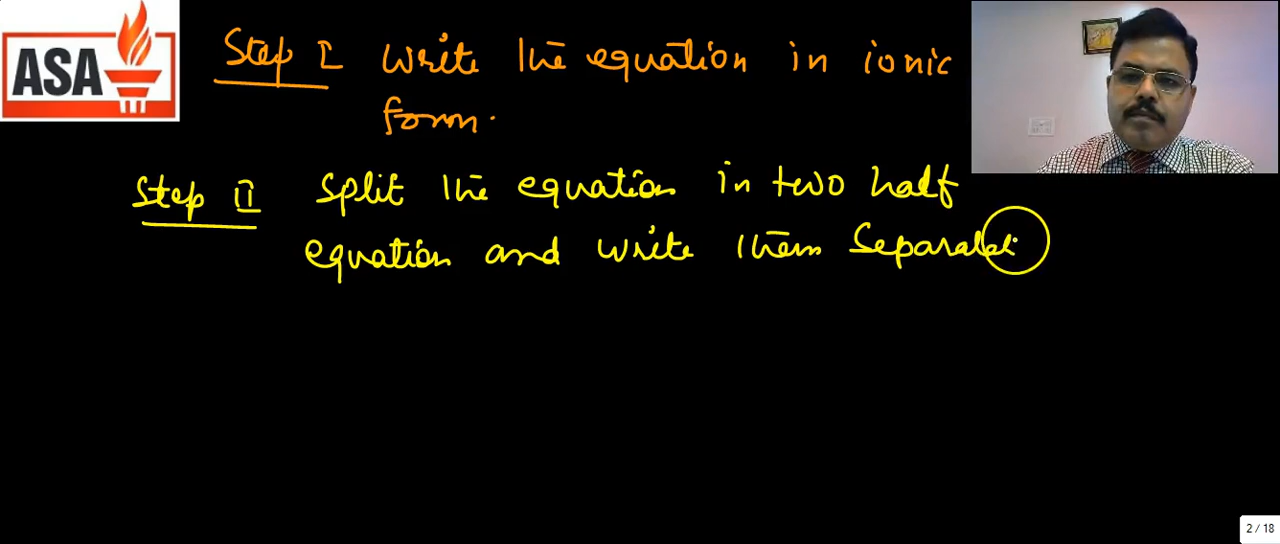 ASA
Step I Write the equation in ionic
form.
Step II Split the equation in two half
equation and write them Separatel
2 / 18